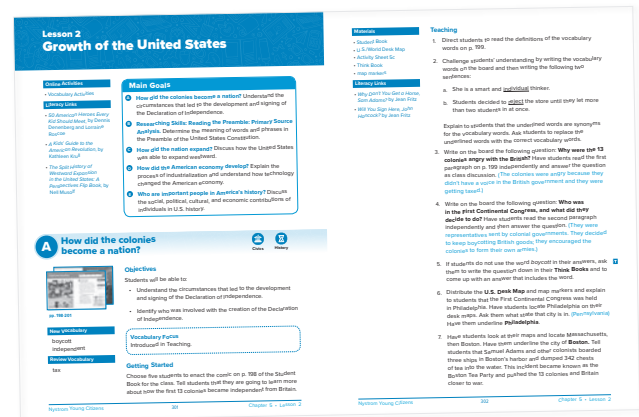 Lesson 2
Growth of the United States
Online Activities
• Vocabulary Activities
Literacy Links
• 50 American Heroes Every
Kid Should Meet, by Dennis
Denenberg and Lorraine
Roscoe
• A Kids' Guide to the
American Revolution, by
Kathleen Krull
• The Split History of
Westward Expansion
in the United States: A
Perspectives Flip Book, by
Nell Musolf
Main Goals
A How did the colonies become a nation? Understand the
circumstances that led to the development and signing of
the Declaration of Independence.
B Researching Skills: Reading the Preamble: Primary Source
Analysis. Determine the meaning of words and phrases in
the Preamble of the United States Constitution.
C How did the nation expand? Discuss how the United States
was able to expand westward.
D How did the American economy develop? Explain the
process of industrialization and understand how technology
changed the American economy.
E Who are important people in America's history? Discuss
the social, political, cultural, and economic contributions of
individuals in U.S. history.
A How did the colonies
become a nation?
Civics History
pp. 198-201
New Vocabulary
boycott
independent
Review Vocabulary
tax
Objectives
Students will be able to:
• Understand the circumstances that led to the development
and signing of the Declaration of Independence.
• Identify who was involved with the creation of the Declaration
of Independence.
Vocabulary Focus
Introduced in Teaching.
Getting Started
Choose five students to enact the comic on p. 198 of the Student
Book for the class. Tell students that they are going to learn more
about how the first 13 colonies became independent from Britain.
Nystrom Young Citizens 301 Chapter 5 – Lesson 2
Materials
• Student Book
• U.S./World Desk Map
• Activity Sheet 5c
• Think Book
• map markers
Literacy Links
• Why Don't You Get a Horse,
Sam Adams? by Jean Fritz
• Will You Sign Here, John
Hancock? by Jean Fritz
Teaching
1. Direct students to read the definitions of the vocabulary
words on p. 199.
2. Challenge students' understanding by writing the vocabulary
words on the board and then writing the following two
sentences:
a. She is a smart and individual thinker.
b. Students decided to reject the store until they let more
than two students in at once.
Explain to students that the underlined words are synonyms
for the vocabulary words. Ask students to replace the
underlined words with the correct vocabulary words.
3. Write on the board the following question: Why were the 13
colonies angry with the British? Have students read the first
paragraph on p. 199 independently and answer the question
as class discussion. (The colonies were angry because they
didn't have a voice in the British government and they were
getting taxed.)
4. Write on the board the following question: Who was
in the First Continental Congress, and what did they
decide to do? Have students read the second paragraph
independently and then answer the question. (They were
representatives sent by colonial governments. They decided
to keep boycotting British goods, they encouraged the
colonies to form their own armies.)
5. If students do not use the word boycott in their answers, ask
them to write the question down in their Think Books and to
come up with an answer that includes the word.
6. Distribute the U.S. Desk Map and map markers and explain
to students that the First Continental Congress was held
in Philadelphia. Have students locate Philadelphia on their
desk maps. Ask them what state that city is in. (Pennsylvania)
Have them underline Philadelphia.
7. Have students look at their maps and locate Massachusetts,
then Boston. Have them underline the city of Boston. Tell
students that Samuel Adams and other colonists boarded
three ships in Boston's harbor and dumped 342 chests
of tea into the water. This incident became known as the
Boston Tea Party and pushed the 13 colonies and Britain
closer to war.
Nystrom Young Citizens 302 Chapter 5 – Lesson 2